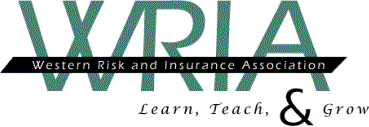 WRIA
Western Risk and Insurance Association
Learn, Teach, & Grow